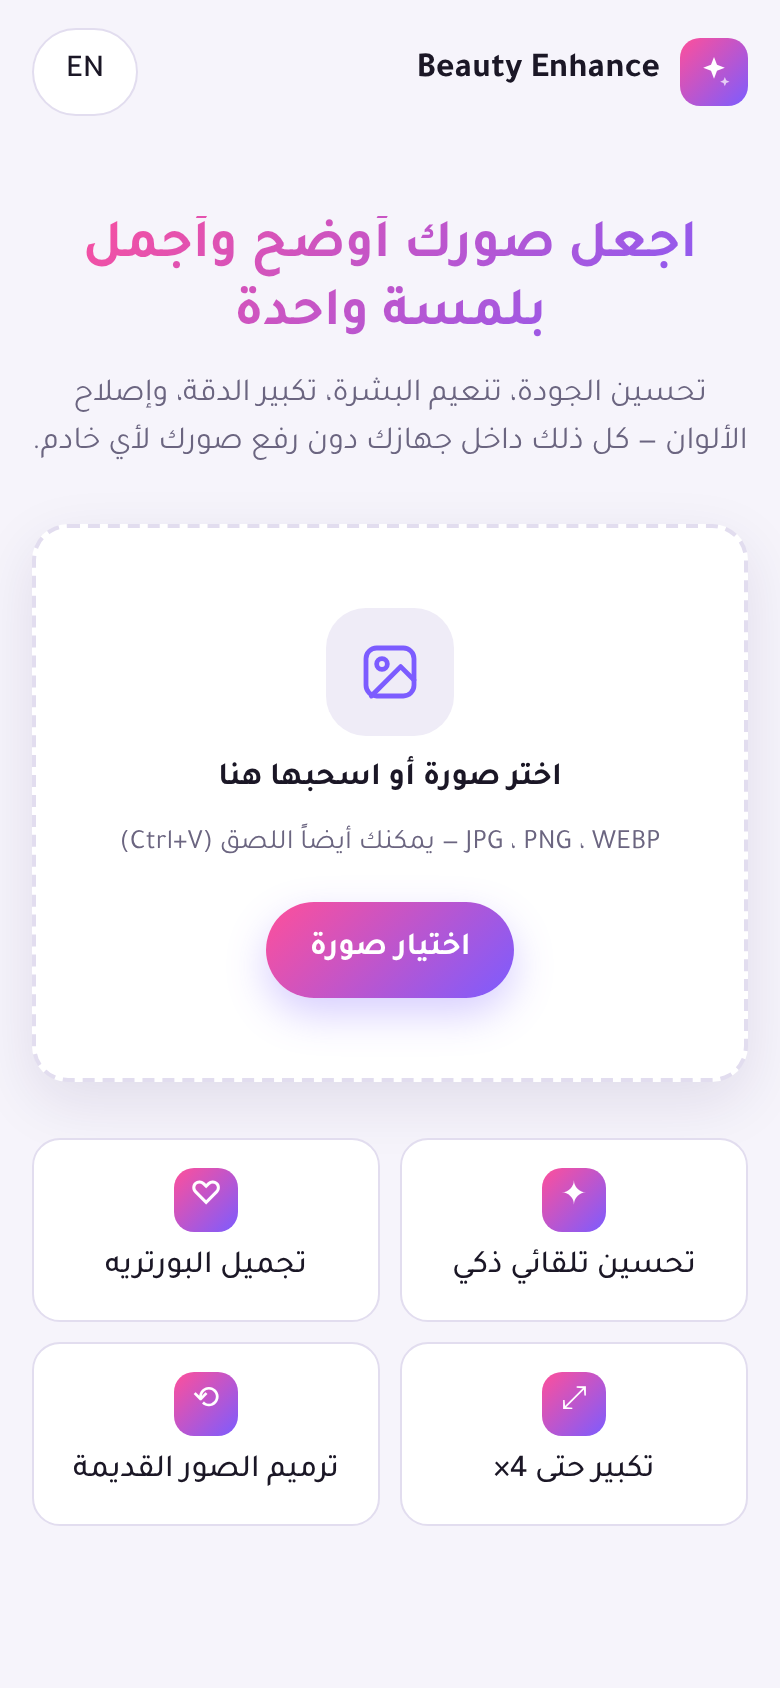 Beauty Enhance
EN
اجعل صورك أوضح وأجمل
بلمسة واحدة
تحسين الجودة، تنعيم البشرة، تكبير الدقة، وإصلاح
الألوان — كل ذلك داخل جهازك دون رفع صورك لأي خادم.
اختر صورة أو اسحبها هنا
JPG ، PNG ، WEBP — يمكنك أيضاً اللصق (Ctrl+V)
اختيار صورة
تحسين تلقائي ذكي
تجميل البورتريه
تكبير حتى 4×
ترميم الصور القديمة